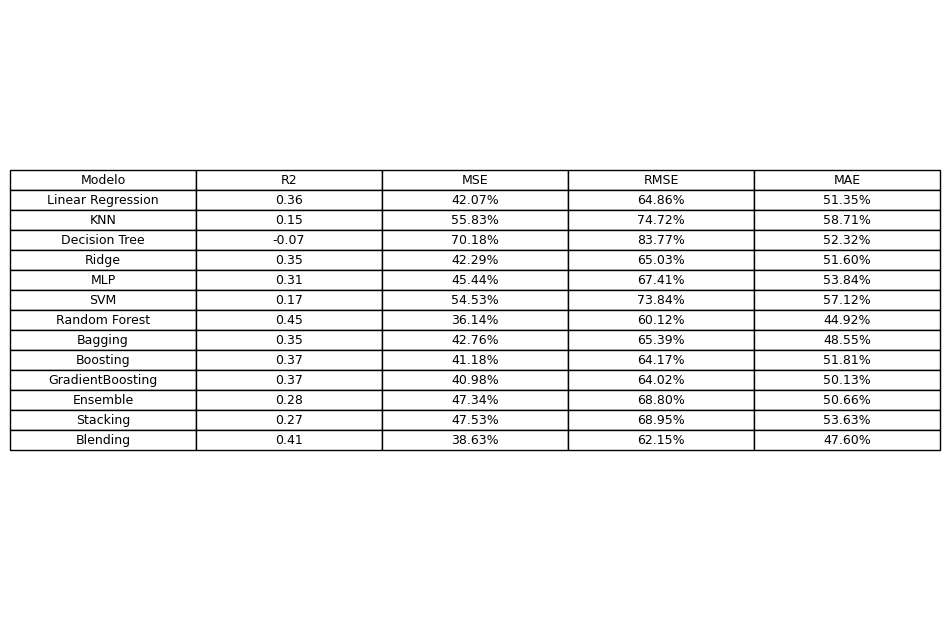 Modelo R2 MSE RMSE MAE
Linear Regression 0.36 42.07% 64.86% 51.35%
KNN 0.15 55.83% 74.72% 58.71%
Decision Tree -0.07 70.18% 83.77% 52.32%
Ridge 0.35 42.29% 65.03% 51.60%
MLP 0.31 45.44% 67.41% 53.84%
SVM 0.17 54.53% 73.84% 57.12%
Random Forest 0.45 36.14% 60.12% 44.92%
Bagging 0.35 42.76% 65.39% 48.55%
Boosting 0.37 41.18% 64.17% 51.81%
GradientBoosting 0.37 40.98% 64.02% 50.13%
Ensemble 0.28 47.34% 68.80% 50.66%
Stacking 0.27 47.53% 68.95% 53.63%
Blending 0.41 38.63% 62.15% 47.60%